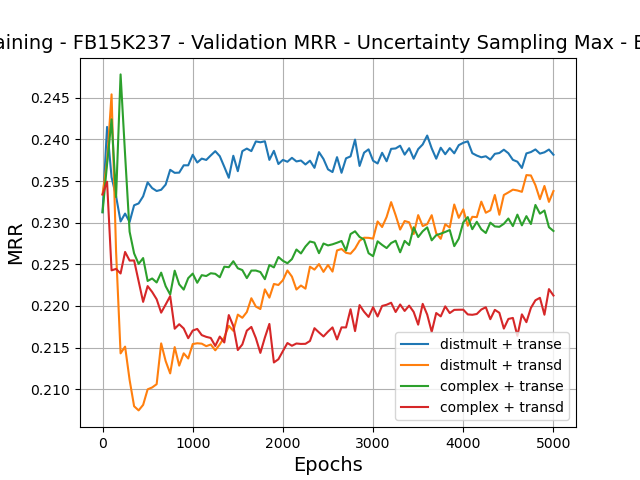 aining - FB15K237 - Validation MRR - Uncertainty Sampling Max - E
0.245
0.240
0.235
0.230
0.225
0.220
0.215
0.210
MRR
distmult + transe
distmult + transd
complex + transe
complex + transd
0 1000 2000 3000 4000 5000
Epochs